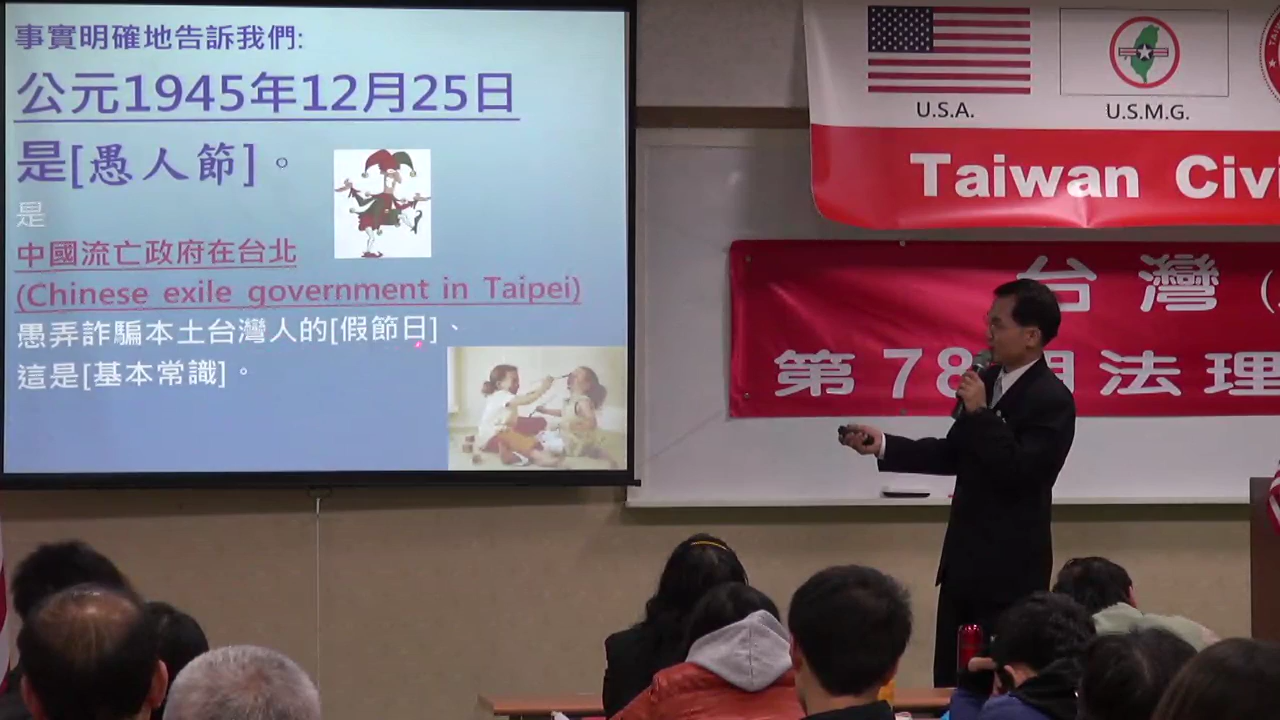 事實明確地告訴我們:
公元1945年12月25日
是[愚人節]。
是
中國流亡政府在台北
(Chinese exile government in Taipei)
愚弄詐騙本土台灣人的[假節日]、
這是[基本常識]。
U.S.A.
U.S.M.G.
Taiwan Civi
台灣(
第78期法理